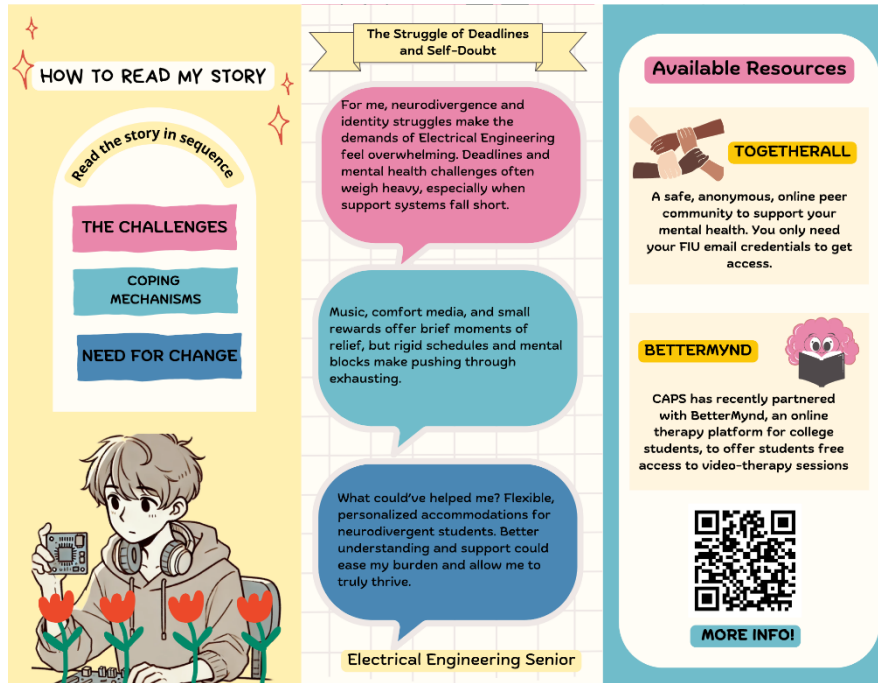 HOW TO READ MY STORY
Read the story in sequence
THE CHALLENGES
COPING
MECHANISMS
NEED FOR CHANGE
The Struggle of Deadlines
and Self-Doubt
For me, neurodivergence and
identity struggles make the
demands of Electrical Engineering
feel overwhelming. Deadlines and
mental health challenges often
weigh heavy, especially when
support systems fall short.
Music, comfort media, and small
rewards offer brief moments of
relief, but rigid schedules and mental
blocks make pushing through
exhausting.
What could've helped me? Flexible,
personalized accommodations for
neurodivergent students. Better
understanding and support could
ease my burden and allow me to
truly thrive.
Electrical Engineering Senior
Available Resources
TOGETHERALL
A safe, anonymous, online peer
community to support your
mental health. You only need
your FIU email credentials to get
access.
BETTERMYND
CAPS has recently partnered
with BetterMynd, an online
therapy platform for college
students, to offer students free
access to video-therapy sessions
MORE INFO!